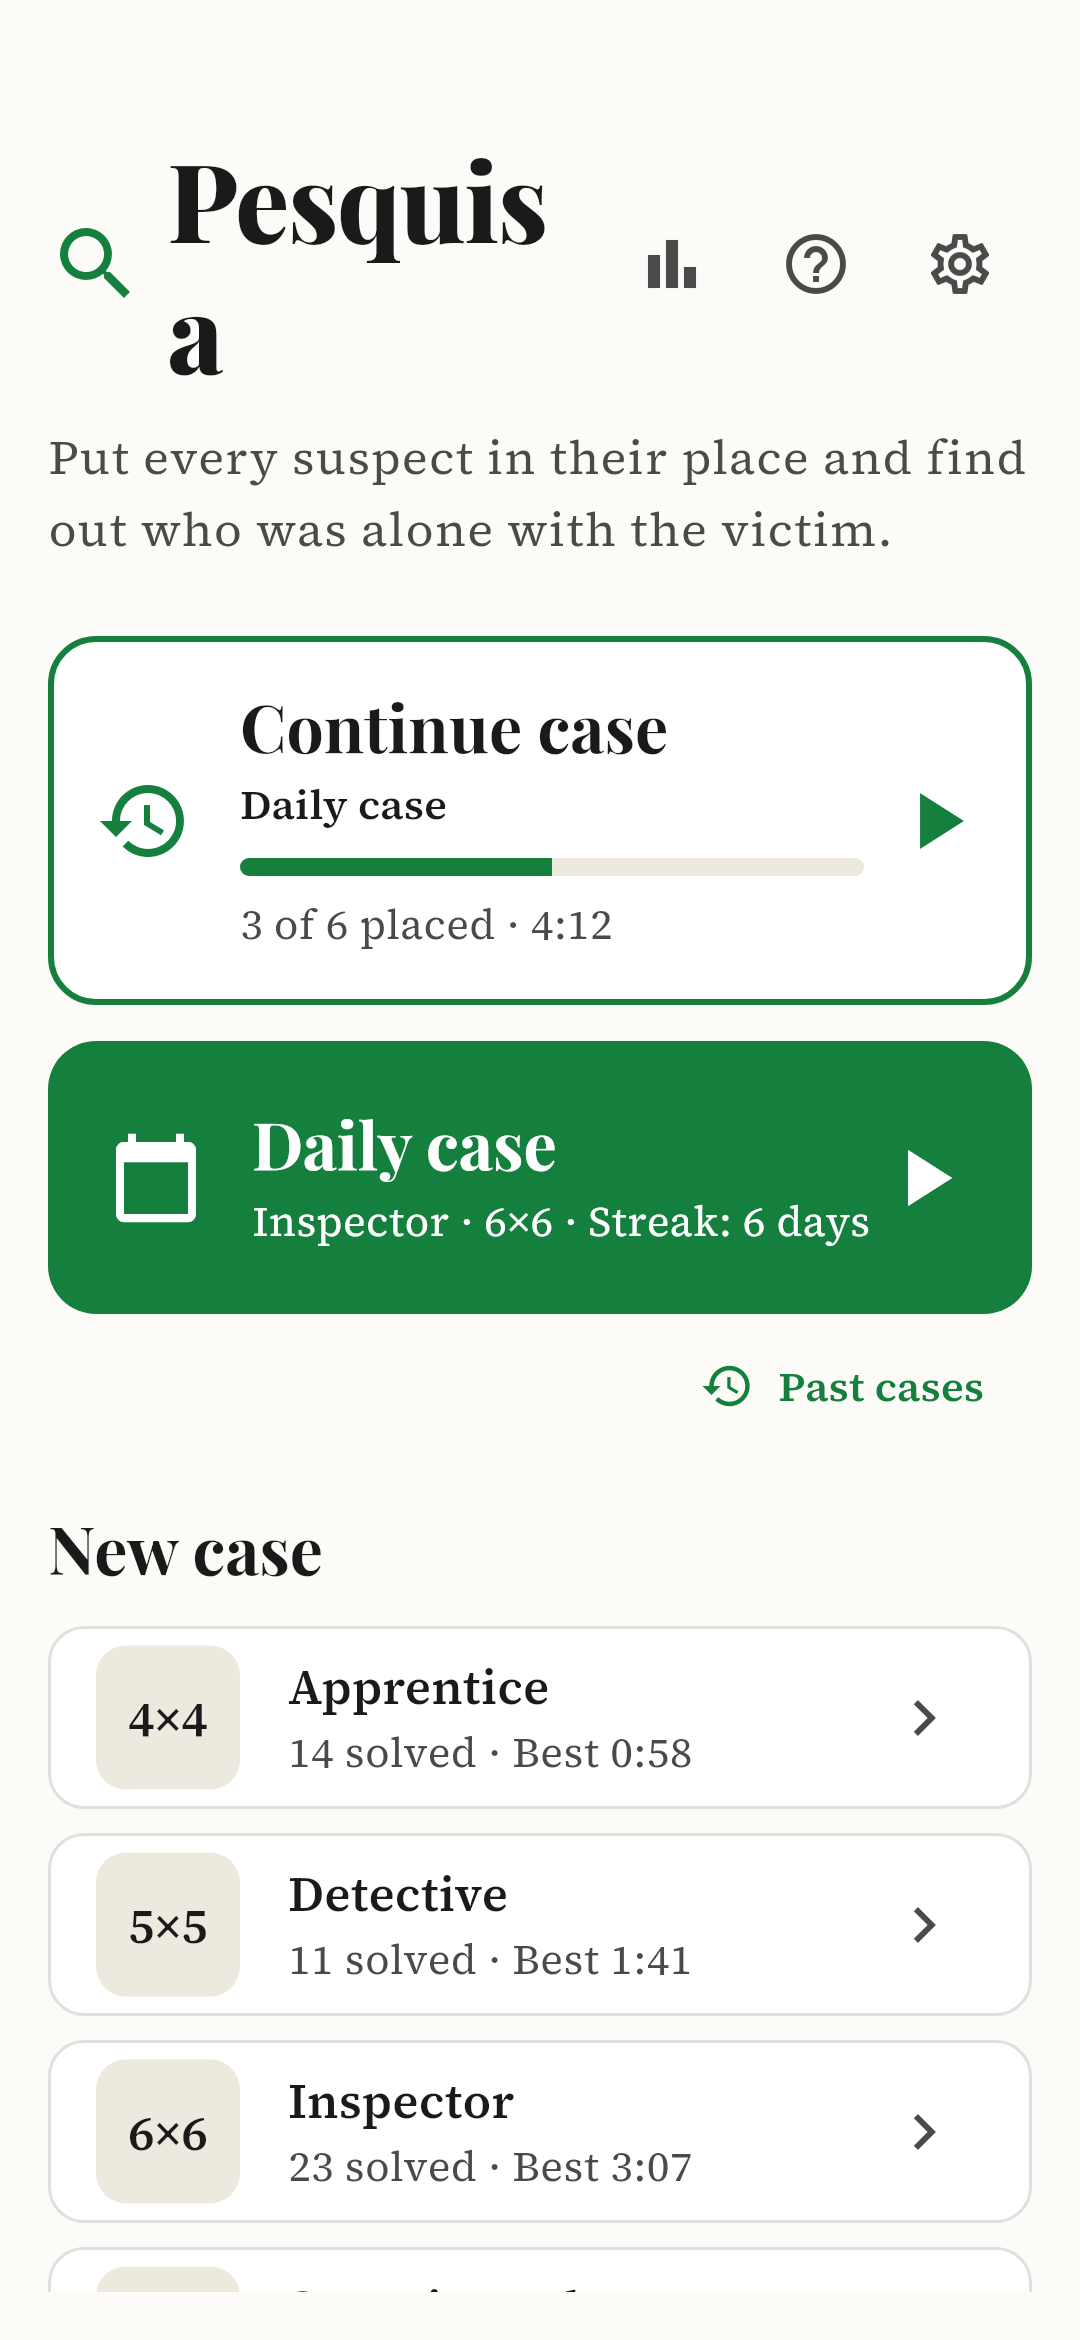 Pesquis
a
Put every suspect in their place and find
out who was alone with the victim.
Continue case
Daily case
3 of 6 placed · 4:12
Daily case
Inspector · 6×6 · Streak: 6 days
Past cases
New case
4×4
Apprentice
14 solved · Best 0:58
5×5
Detective
11 solved · Best 1:41
6×6
Inspector
23 solved · Best 3:07